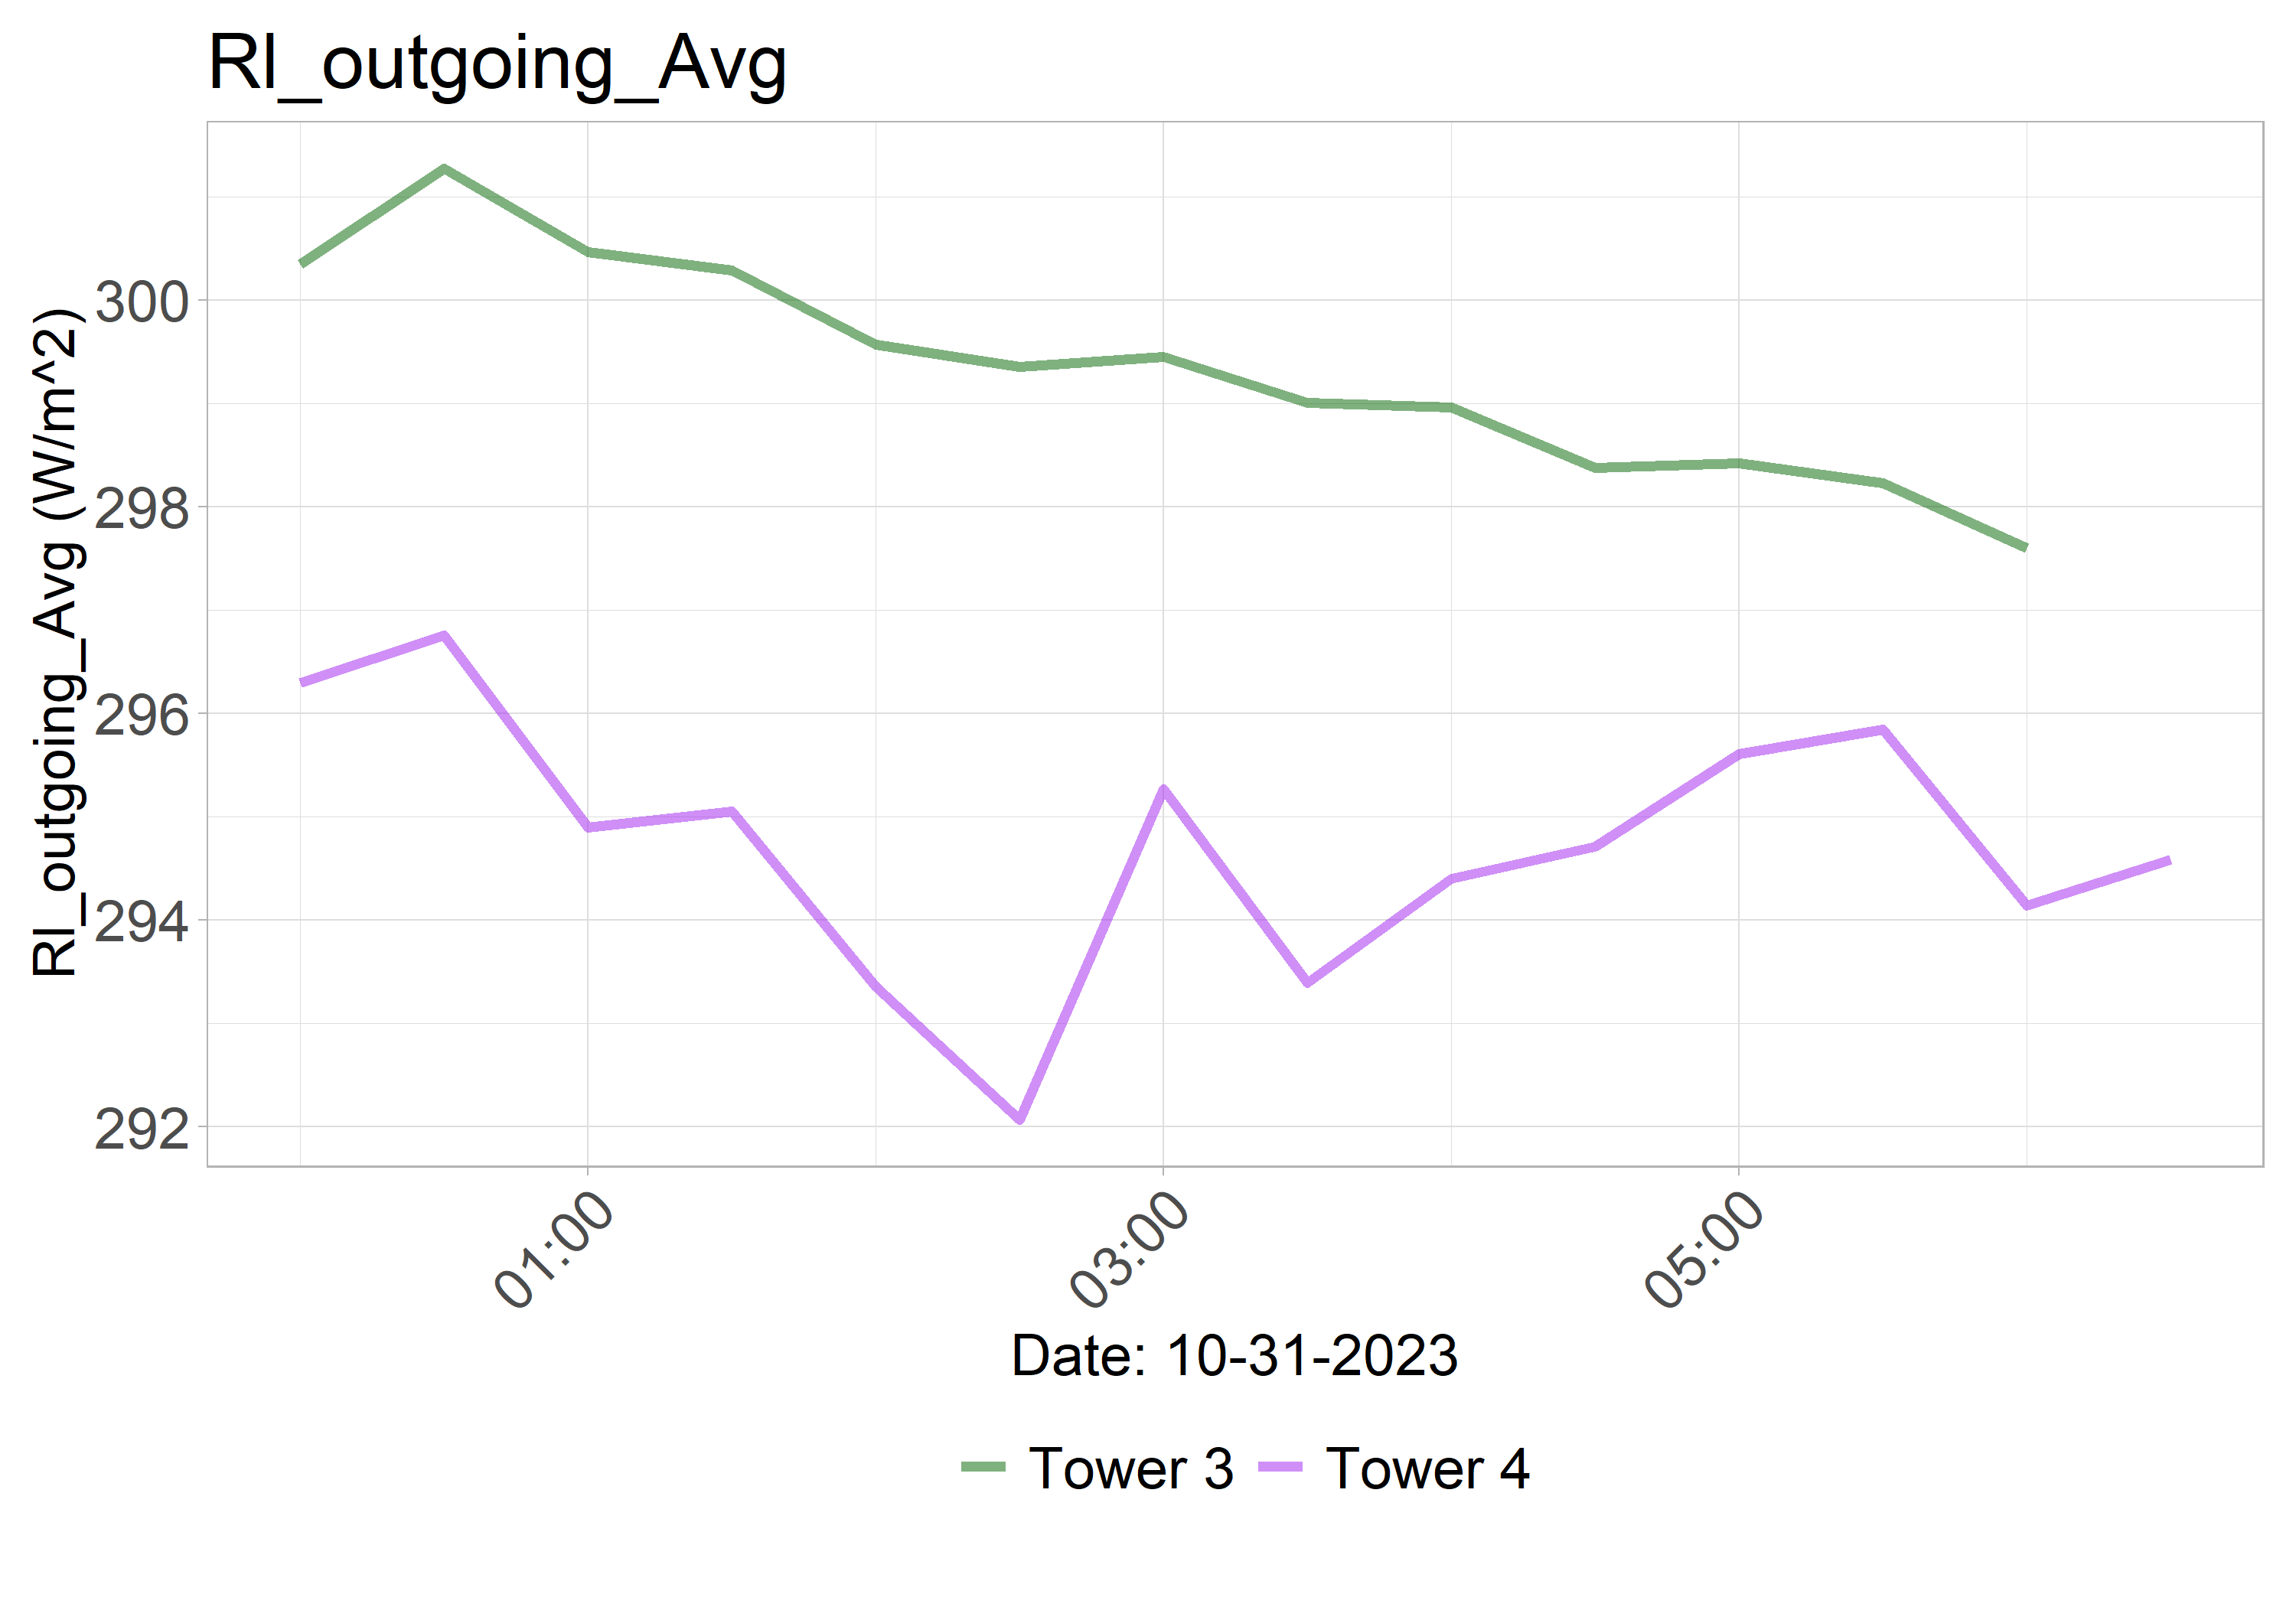 Rl_outgoing_Avg
Rl_outgoing_Avg (W/m^2)
300
298
296
294
292
01:00
03:00
05:00
Date: 10-31-2023
Tower 3
Tower 4